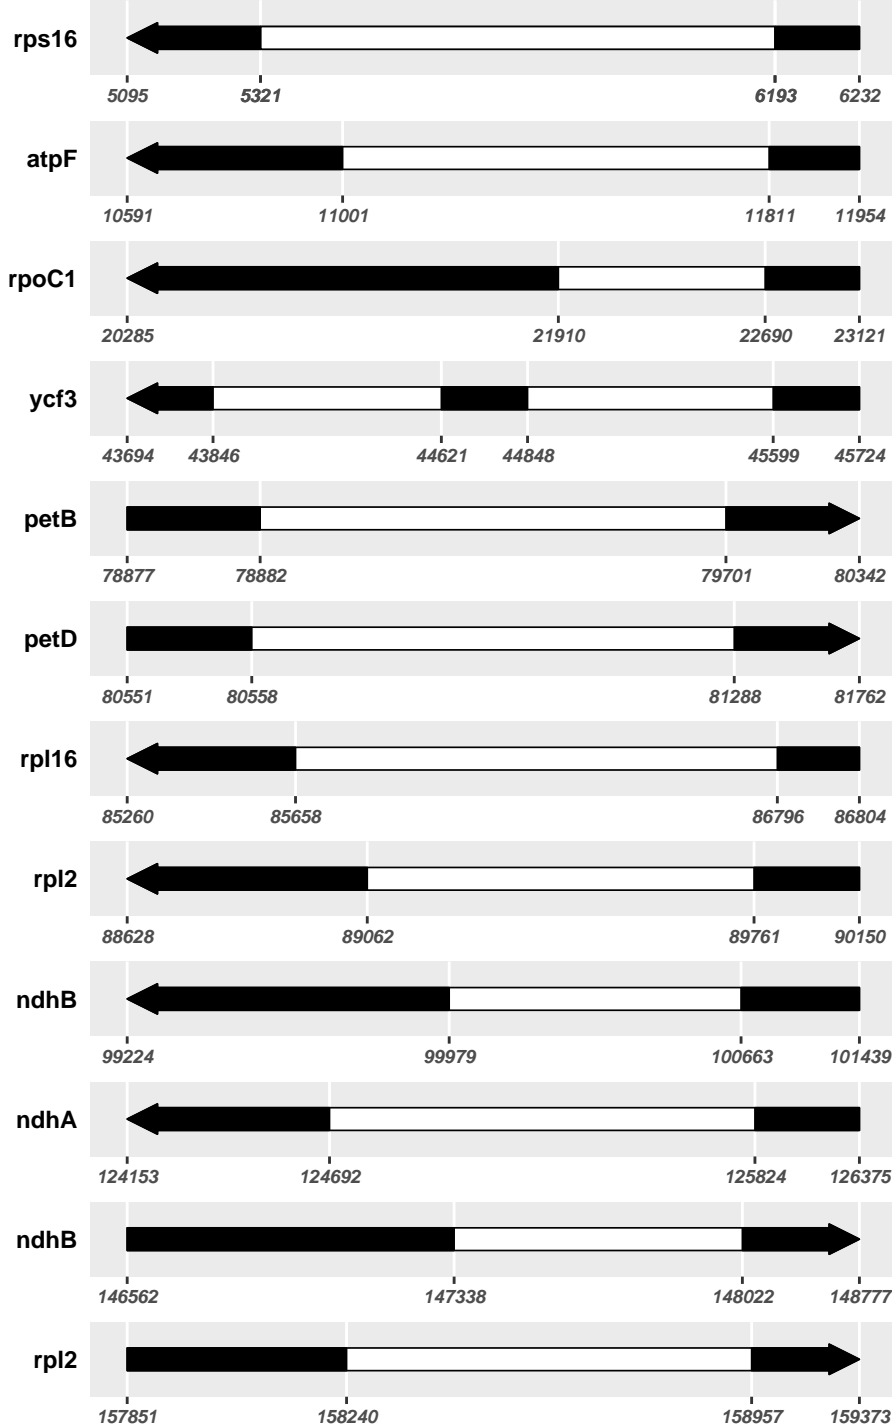 rps16
5095 5321 6193 6232
atpF
10591 11001 11811 11954
rpoC1
20285 21910 22690 23121
ycf3
43694 43846 44621 44848 45599 45724
petB
78877 78882 79701 80342
petD
80551 80558 81288 81762
rpl16
85260 85658 86796 86804
rpl2
88628 89062 89761 90150
ndhB
99224 99979 100663 101439
ndhA
124153 124692 125824 126375
ndhB
146562 147338 148022 148777
rpl2
157851 158240 158957 159373